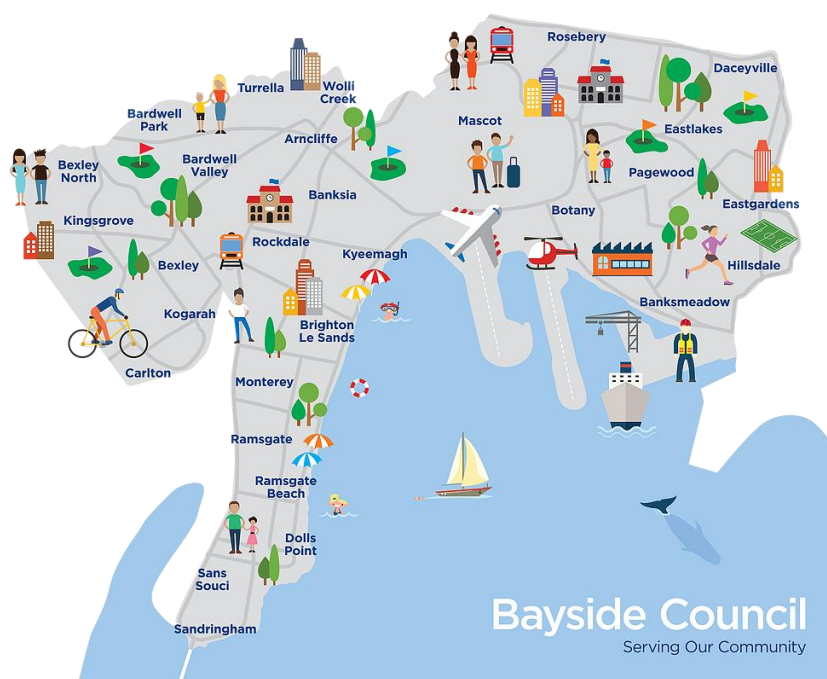 Rosebery
Daceyville
Turrella
Wolli
Creek
Bardwell
Park
Mascot
Eastlakes
Arncliffe
Bexley
North
Bardwell
Valley
Pagewood
Banksia
Eastgardens
Kingsgrove
Botany
Rockdale
Kyeemagh
Bexley
Hillsdale
Banksmeadow
Kogarah
Brighton
Le Sands
Carlton
Monterey
Ramsgate
Ramsgate
Beach
Dolls
Point
Sans
Souci
Sandringham
Bayside Council
Serving Our Community